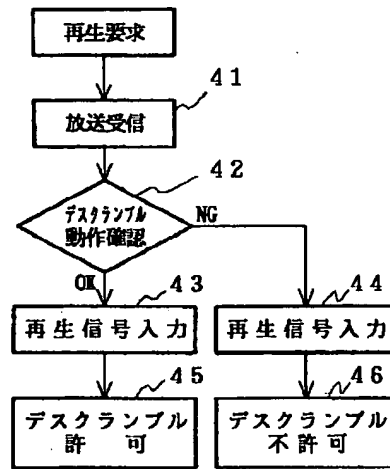 再生要求
41
放送受信
42
デスクランブル
動作確認
NG
OK
43
44
再生信号入力
再生信号入力
45
46
デスクランブル
許可
デスクランブル
不許可